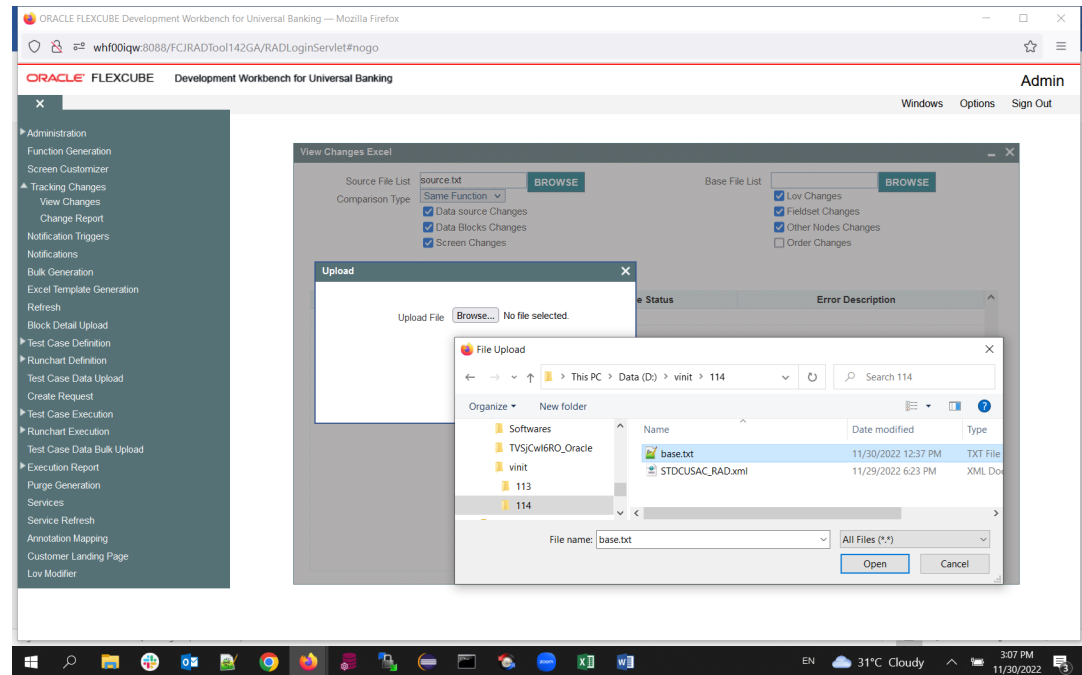 ORACLE FLEXCUBE Development Workbench for Universal Banking — Mozilla Firefox
whf00iqw:8088/FCJRADTool142GA/RADLoginServlet#nogo
ORACLE FLEXCUBE Development Workbench for Universal Banking
Admin
Windows Options Sign Out
Administration
Function Generation
Screen Customizer
Tracking Changes
View Changes
Change Report
Notification Triggers
Notifications
Bulk Generation
Excel Template Generation
Refresh
Block Detail Upload
Test Case Definition
Runchart Definition
Test Case Data Upload
Create Request
Test Case Execution
Runchart Execution
Test Case Data Bulk Upload
Execution Report
Purge Generation
Services
Service Refresh
Annotation Mapping
Customer Landing Page
Lov Modifier
View Changes Excel
Source File List source.txt BROWSE Base File List BROWSE
Comparison Type Same Function Lov Changes
Data source Changes Fieldset Changes
Data Blocks Changes Other Nodes Changes
Screen Changes Order Changes
e Status Error Description
Upload
Upload File Browse... No file selected.
File Upload
This PC > Data (D:) > vinit > 114 Search 114
Organize New folder
Name Date modified Type
Softwares
TVSjCwI6RO_Oracle
vinit
113
114
base.txt 11/30/2022 12:37 PM TXT File
STDCUSAC_RAD.xml 11/29/2022 6:23 PM XML Do
File name: base.txt All Files (*.*)
Open Cancel
EN 31°C Cloudy 3:07 PM
11/30/2022
3